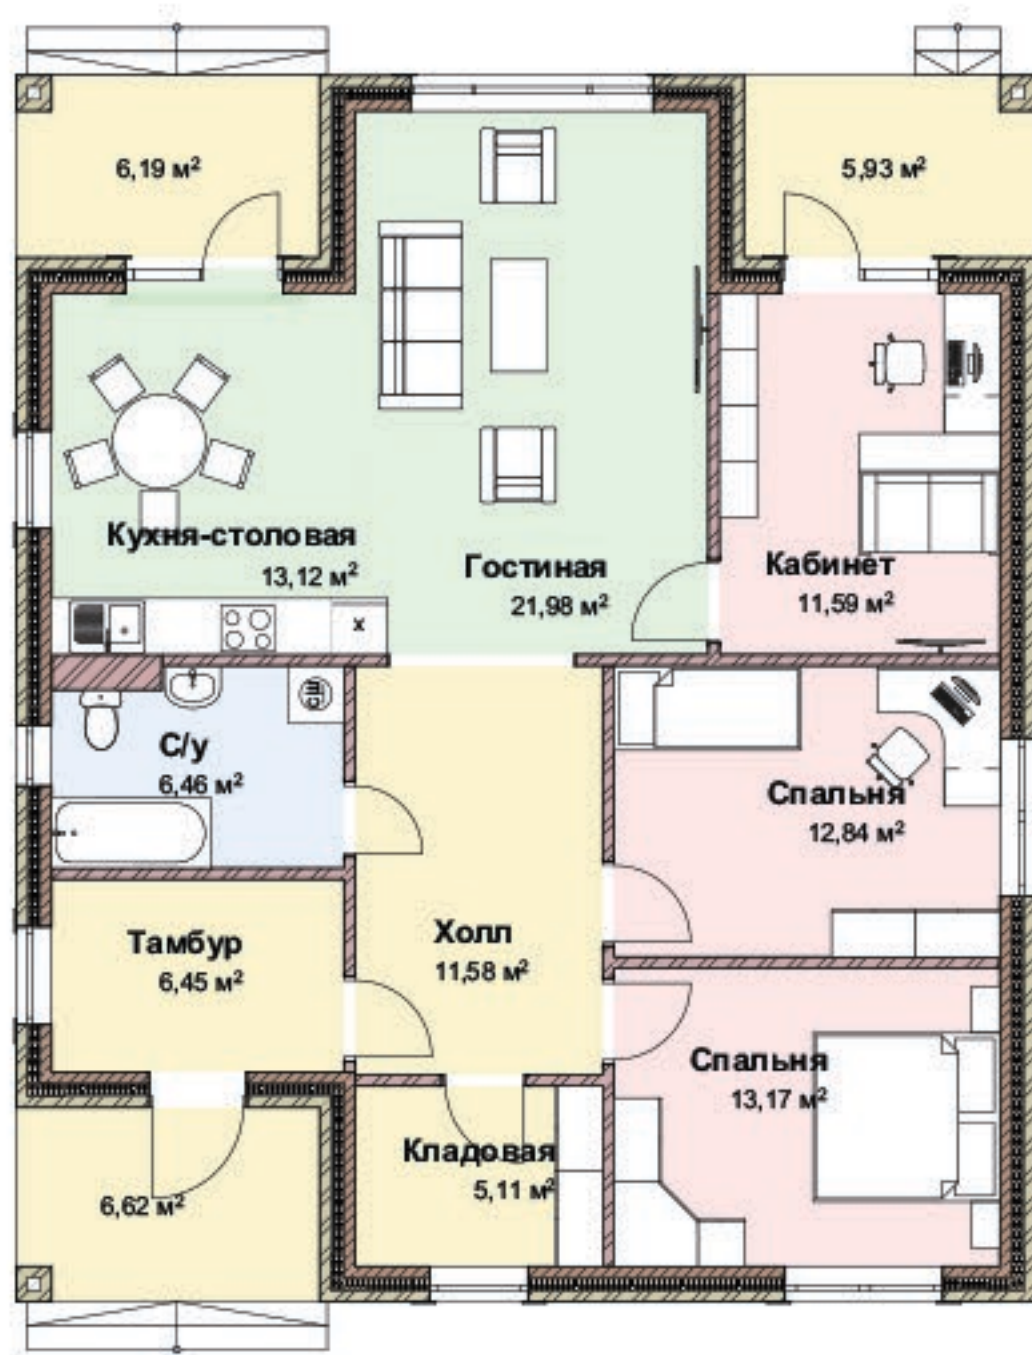 6,19 м²
5,93 м²
Кухня-столовая
13,12 м²
Гостиная
21,98 м²
Кабинет
11,59 м²
x
С/у
6,46 м²
СШ
Спальня
12,84 м²
Тамбур
6,45 м²
Холл
11,58 м²
Спальня
13,17 м²
Кладовая
5,11 м²
6,62 м²